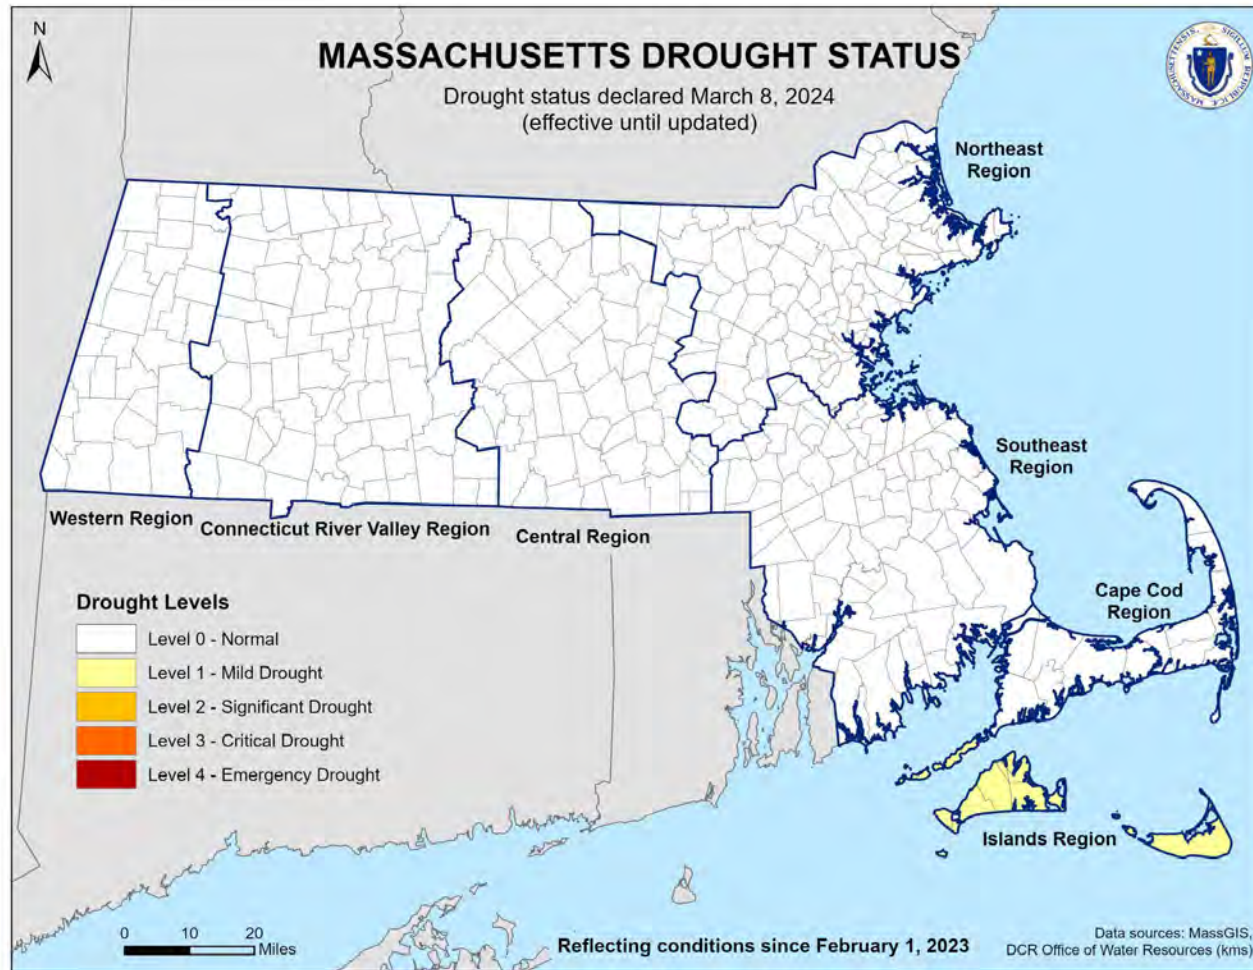 N
MASSACHUSETTS DROUGHT STATUS
Drought status declared March 8, 2024
(effective until updated)
Northeast
Region
Southeast
Region
Western Region
Connecticut River Valley Region
Central Region
Cape Cod
Region
Drought Levels
Level 0 - Normal
Level 1 - Mild Drought
Level 2 - Significant Drought
Level 3 - Critical Drought
Level 4 - Emergency Drought
Islands Region
0 10 20
Miles
Reflecting conditions since February 1, 2023
Data sources: MassGIS,
DCR Office of Water Resources (kms)